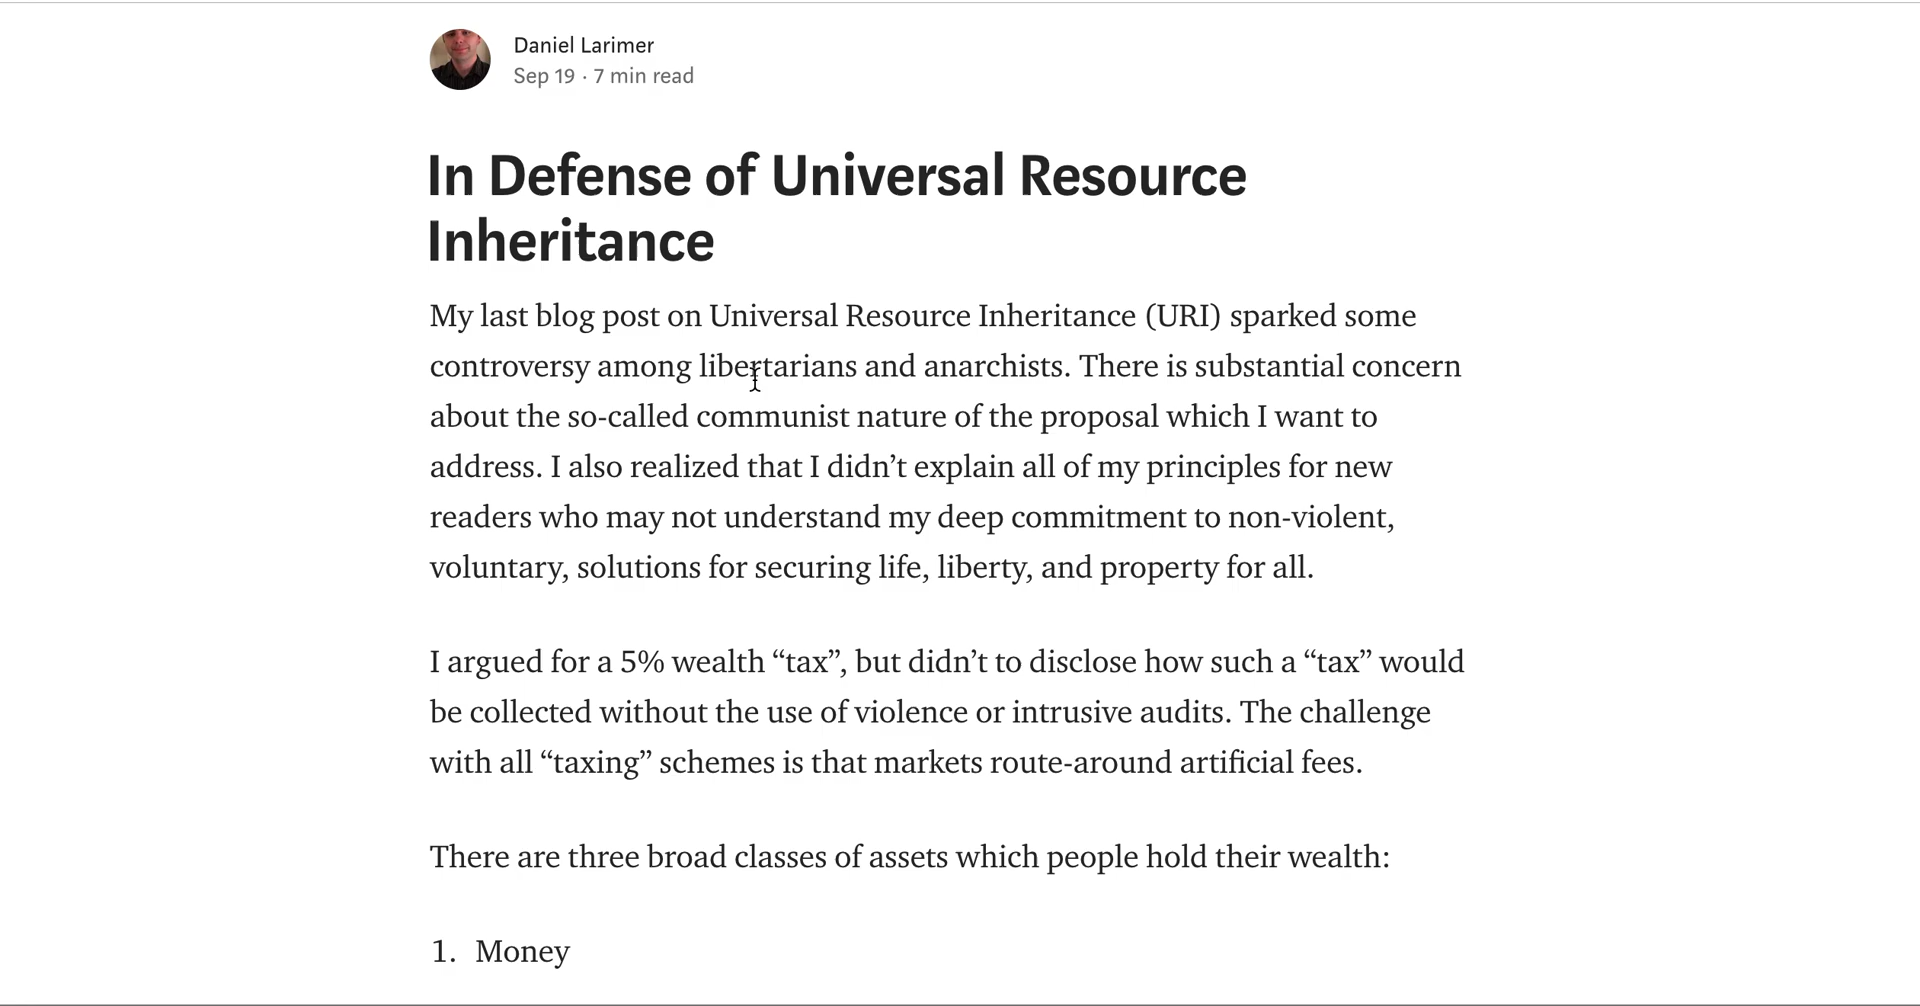 Daniel Larimer
Sep 19 · 7 min read
In Defense of Universal Resource
Inheritance
My last blog post on Universal Resource Inheritance (URI) sparked some
controversy among libertarians and anarchists. There is substantial concern
about the so-called communist nature of the proposal which I want to
address. I also realized that I didn’t explain all of my principles for new
readers who may not understand my deep commitment to non-violent,
voluntary, solutions for securing life, liberty, and property for all.
I argued for a 5% wealth “tax”, but didn’t to disclose how such a “tax” would
be collected without the use of violence or intrusive audits. The challenge
with all “taxing” schemes is that markets route-around artificial fees.
There are three broad classes of assets which people hold their wealth:
1. Money